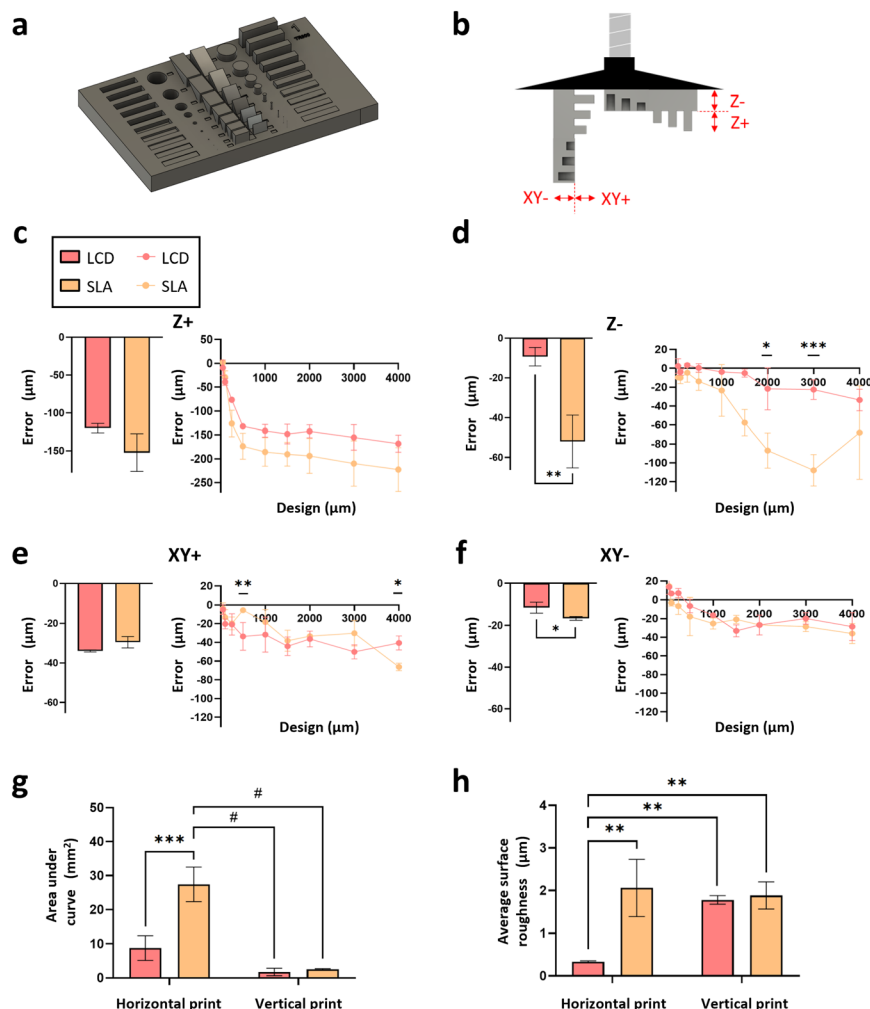 a
b
Z-
Z+
XY-
XY+
c
d
LCD
LCD
SLA
SLA
Z+
Error (μm)
0
-50
-100
-150
Error (μm)
50
0
-50
-100
-150
-200
-250
1000
2000
3000
4000
Design (μm)
Z-
Error (μm)
0
-20
-40
-60
**
Error (μm)
20
0
-20
-40
-60
-80
-100
-120
1000
2000
3000
4000
*
***
Design (μm)
e
f
XY+
Error (μm)
0
-20
-40
-60
Error (μm)
20
0
-20
-40
-60
-80
-100
-120
1000
2000
3000
4000
**
*
Design (μm)
XY-
Error (μm)
0
-20
-40
-60
*
Error (μm)
20
0
-20
-40
-60
-80
-100
-120
1000
2000
3000
4000
Design (μm)
g
h
Area under
curve (mm²)
50
40
30
20
10
0
***
#
#
Horizontal print
Vertical print
Average surface
roughness (μm)
4
3
2
1
0
**
**
**
Horizontal print
Vertical print